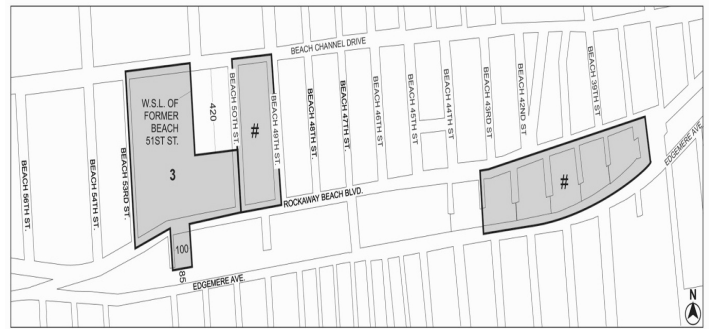 BEACH CHANNEL DRIVE
W.S.L. OF
FORMER
BEACH
51ST ST.
420
3
#
BEACH 56TH ST.
BEACH 54TH ST.
BEACH 53RD ST.
BEACH 50TH ST.
BEACH 49TH ST.
BEACH 48TH ST.
BEACH 47TH ST.
BEACH 46TH ST.
BEACH 45TH ST.
BEACH 44TH ST.
BEACH 43RD ST
BEACH 42ND ST.
BEACH 39TH ST
EDGEMERE AVE.
#
ROCKAWAY BEACH BLVD.
100
85
EDGEMERE AVE.
N